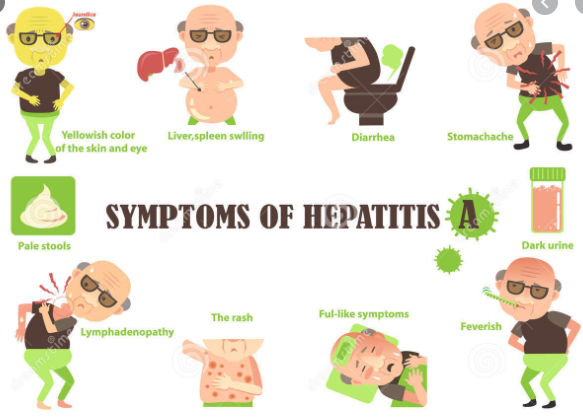 Jaundice
Yellowish color
of the skin and eye
Liver,spleen swlling
Diarrhea
Stomachache
Pale stools
SYMPTOMS OF HEPATITIS A
Dark urine
Lymphadenopathy
The rash
Ful-like symptoms
Feverish